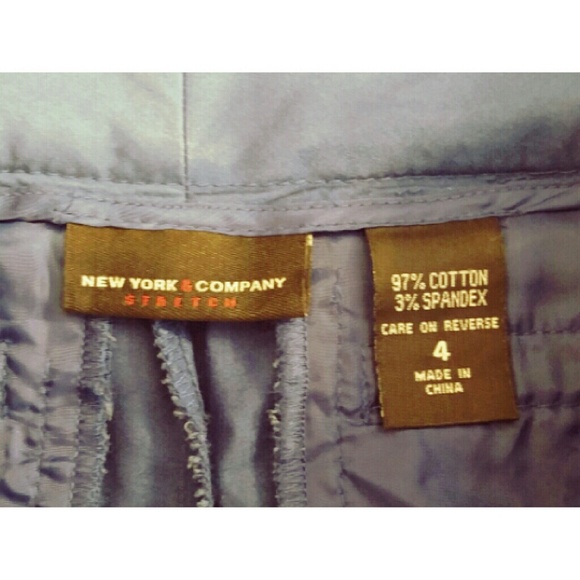 NEW YORK & COMPANY
STRETCH
97% COTTON
3% SPANDEX
CARE ON REVERSE
4
MADE IN
CHINA